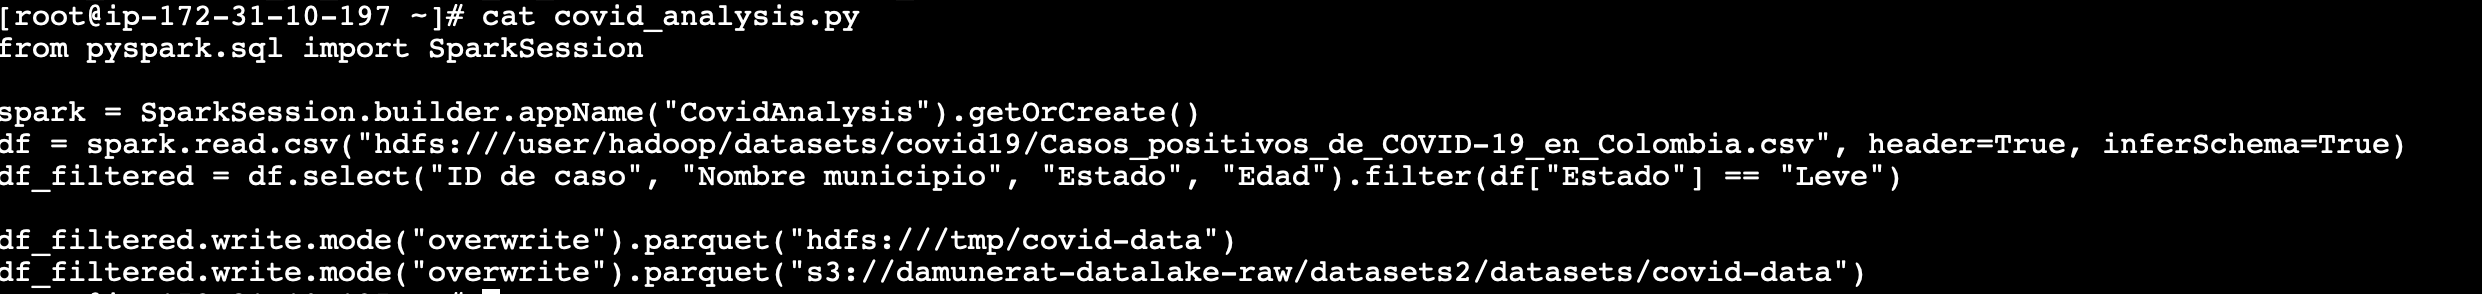 [root@ip-172-31-10-197 ~]# cat covid_analysis.py
from pyspark.sql import SparkSession
spark = SparkSession.builder.appName("CovidAnalysis").getOrCreate()
df = spark.read.csv("hdfs:///user/hadoop/datasets/covid19/Casos_positivos_de_COVID-19_en_Colombia.csv", header=True, inferSchema=True)
df_filtered = df.select("ID de caso", "Nombre municipio", "Estado", "Edad").filter(df["Estado"] == "Leve")
df_filtered.write.mode("overwrite").parquet("hdfs:///tmp/covid-data")
df_filtered.write.mode("overwrite").parquet("s3://damunerat-datalake-raw/datasets2/datasets/covid-data")